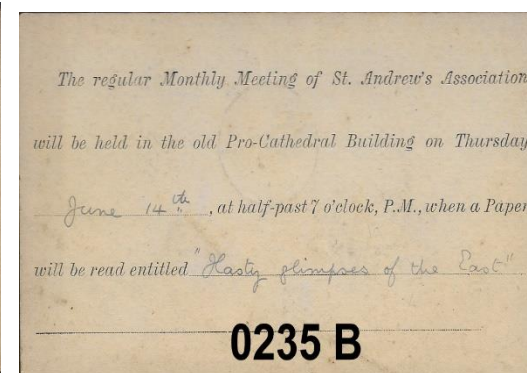 The regular Monthly Meeting of St. Andrew's Association
will be held in the old Pro-Cathedral Building on Thursday
June 14th, at half-past 7 o'clock, P.M., when a Paper
will be read entitled "Hasty glimpses of the East"
0235 B